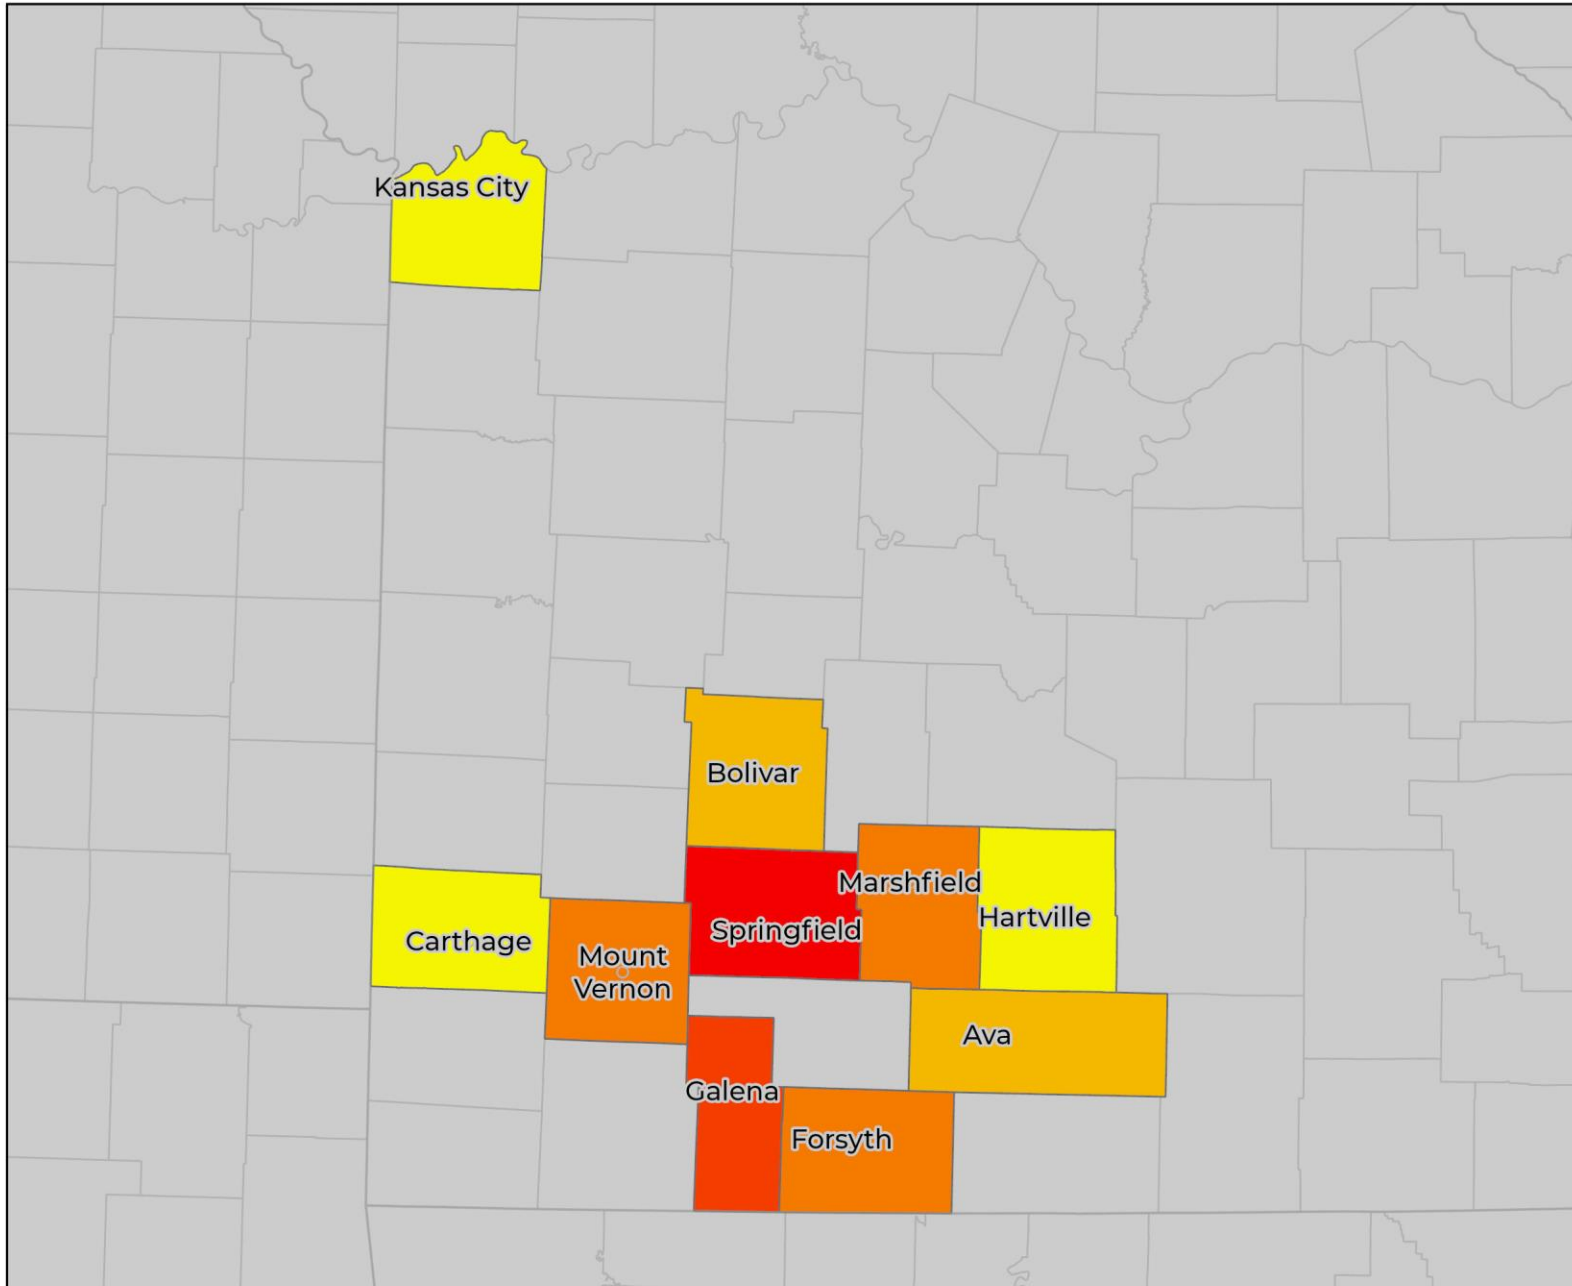 Kansas City
Bolivar
Marshfield
Hartville
Springfield
Carthage
Mount
Vernon
Ava
Galena
Forsyth